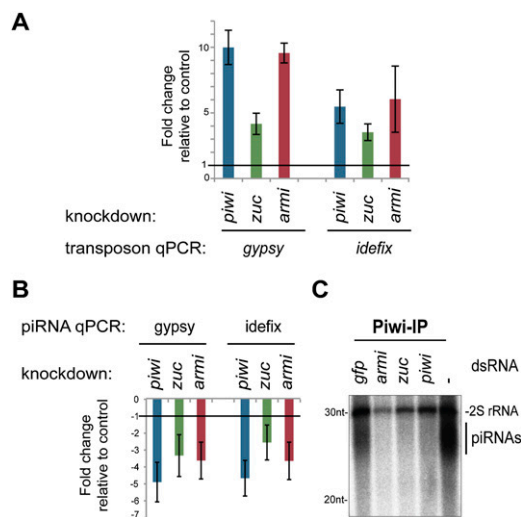 A
Fold change
relative to control
10
5
1
0
knockdown:
piwi zuc armi piwi zuc armi
transposon qPCR: gypsy idefix
B
piRNA qPCR: gypsy idefix
knockdown:
piwi zuc armi piwi zuc armi
Fold change
relative to control
0
-1
-2
-3
-4
-5
-6
-7
C
Piwi-IP
gfp armi zuc piwi - dsRNA
30nt-
-2S rRNA
piRNAs
20nt-